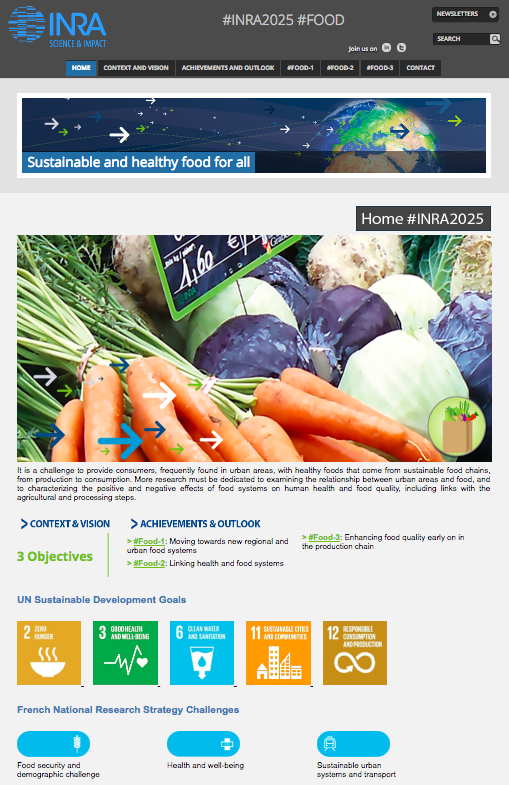 INRA
SCIENCE & IMPACT
#INRA2025 #FOOD
NEWSLETTERS
Join us on
SEARCH
HOME
CONTEXT AND VISION
ACHIEVEMENTS AND OUTLOOK
#FOOD-1
#FOOD-2
#FOOD-3
CONTACT
Sustainable and healthy food for all
Home #INRA2025
1,60 €
It is a challenge to provide consumers, frequently found in urban areas, with healthy foods that come from sustainable food chains,
from production to consumption. More research must be dedicated to examining the relationship between urban areas and food, and
to characterizing the positive and negative effects of food systems on human health and food quality, including links with the
agricultural and processing steps.
> CONTEXT & VISION
> ACHIEVEMENTS & OUTLOOK
3 Objectives
> #Food-1: Moving towards new regional and
urban food systems
> #Food-2: Linking health and food systems
> #Food-3: Enhancing food quality early on in
the production chain
UN Sustainable Development Goals
2 ZERO
HUNGER
3 GOOD HEALTH
AND WELL-BEING
6 CLEAN WATER
AND SANITATION
11 SUSTAINABLE CITIES
AND COMMUNITIES
12 RESPONSIBLE
CONSUMPTION
AND PRODUCTION
French National Research Strategy Challenges
Food security and
demographic challenge
Health and well-being
Sustainable urban
systems and transport